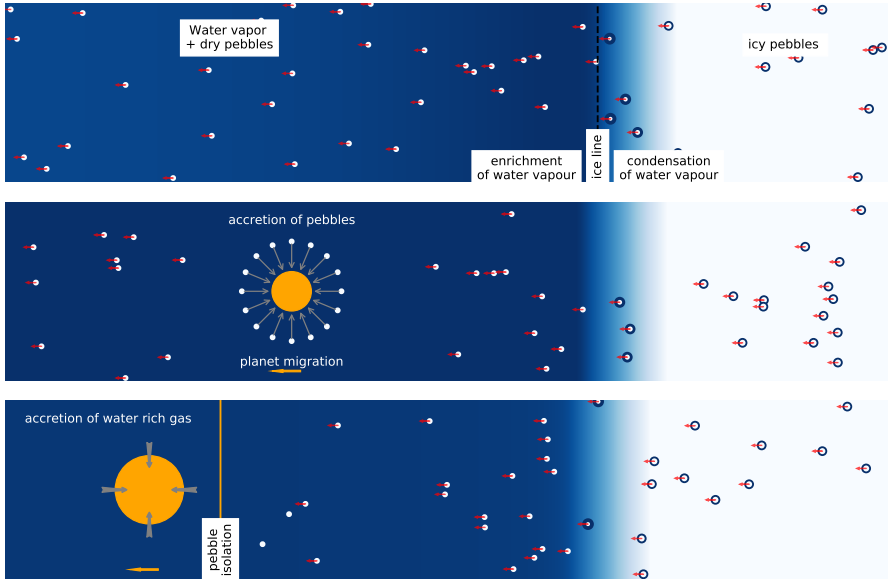 Water vapor
+ dry pebbles
icy pebbles
enrichment
of water vapour
ice line
condensation
of water vapour
accretion of pebbles
planet migration
accretion of water rich gas
pebble
isolation